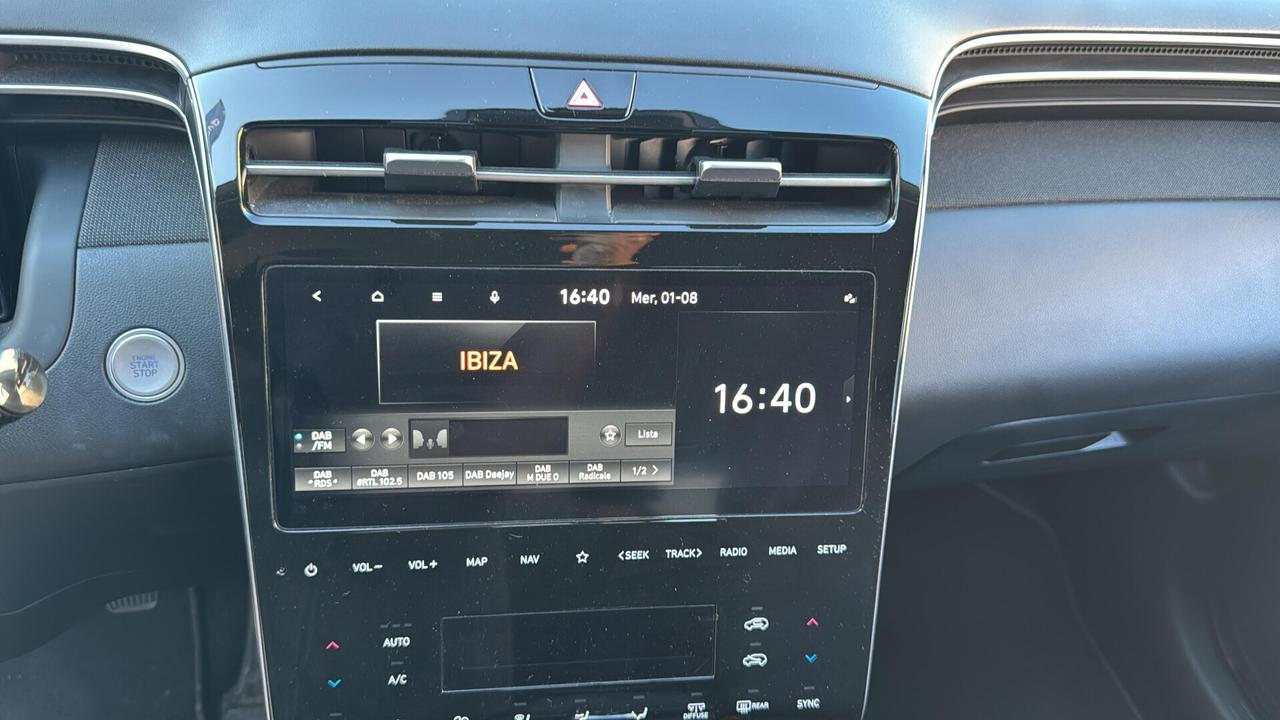 16:40 Mer, 01-08
IBIZA
16:40
ENGINE
START
STOP
DAB
/FM
Lista
DAB
*RDS*
DAB
#RTL 102.5
DAB 105
DAB Deejay
DAB
M DUE O
DAB
Radicale
1/2
VOL− VOL+ MAP NAV <SEEK TRACK> RADIO MEDIA SETUP
AUTO
A/C
DIFFUSE
REAR
SYNC